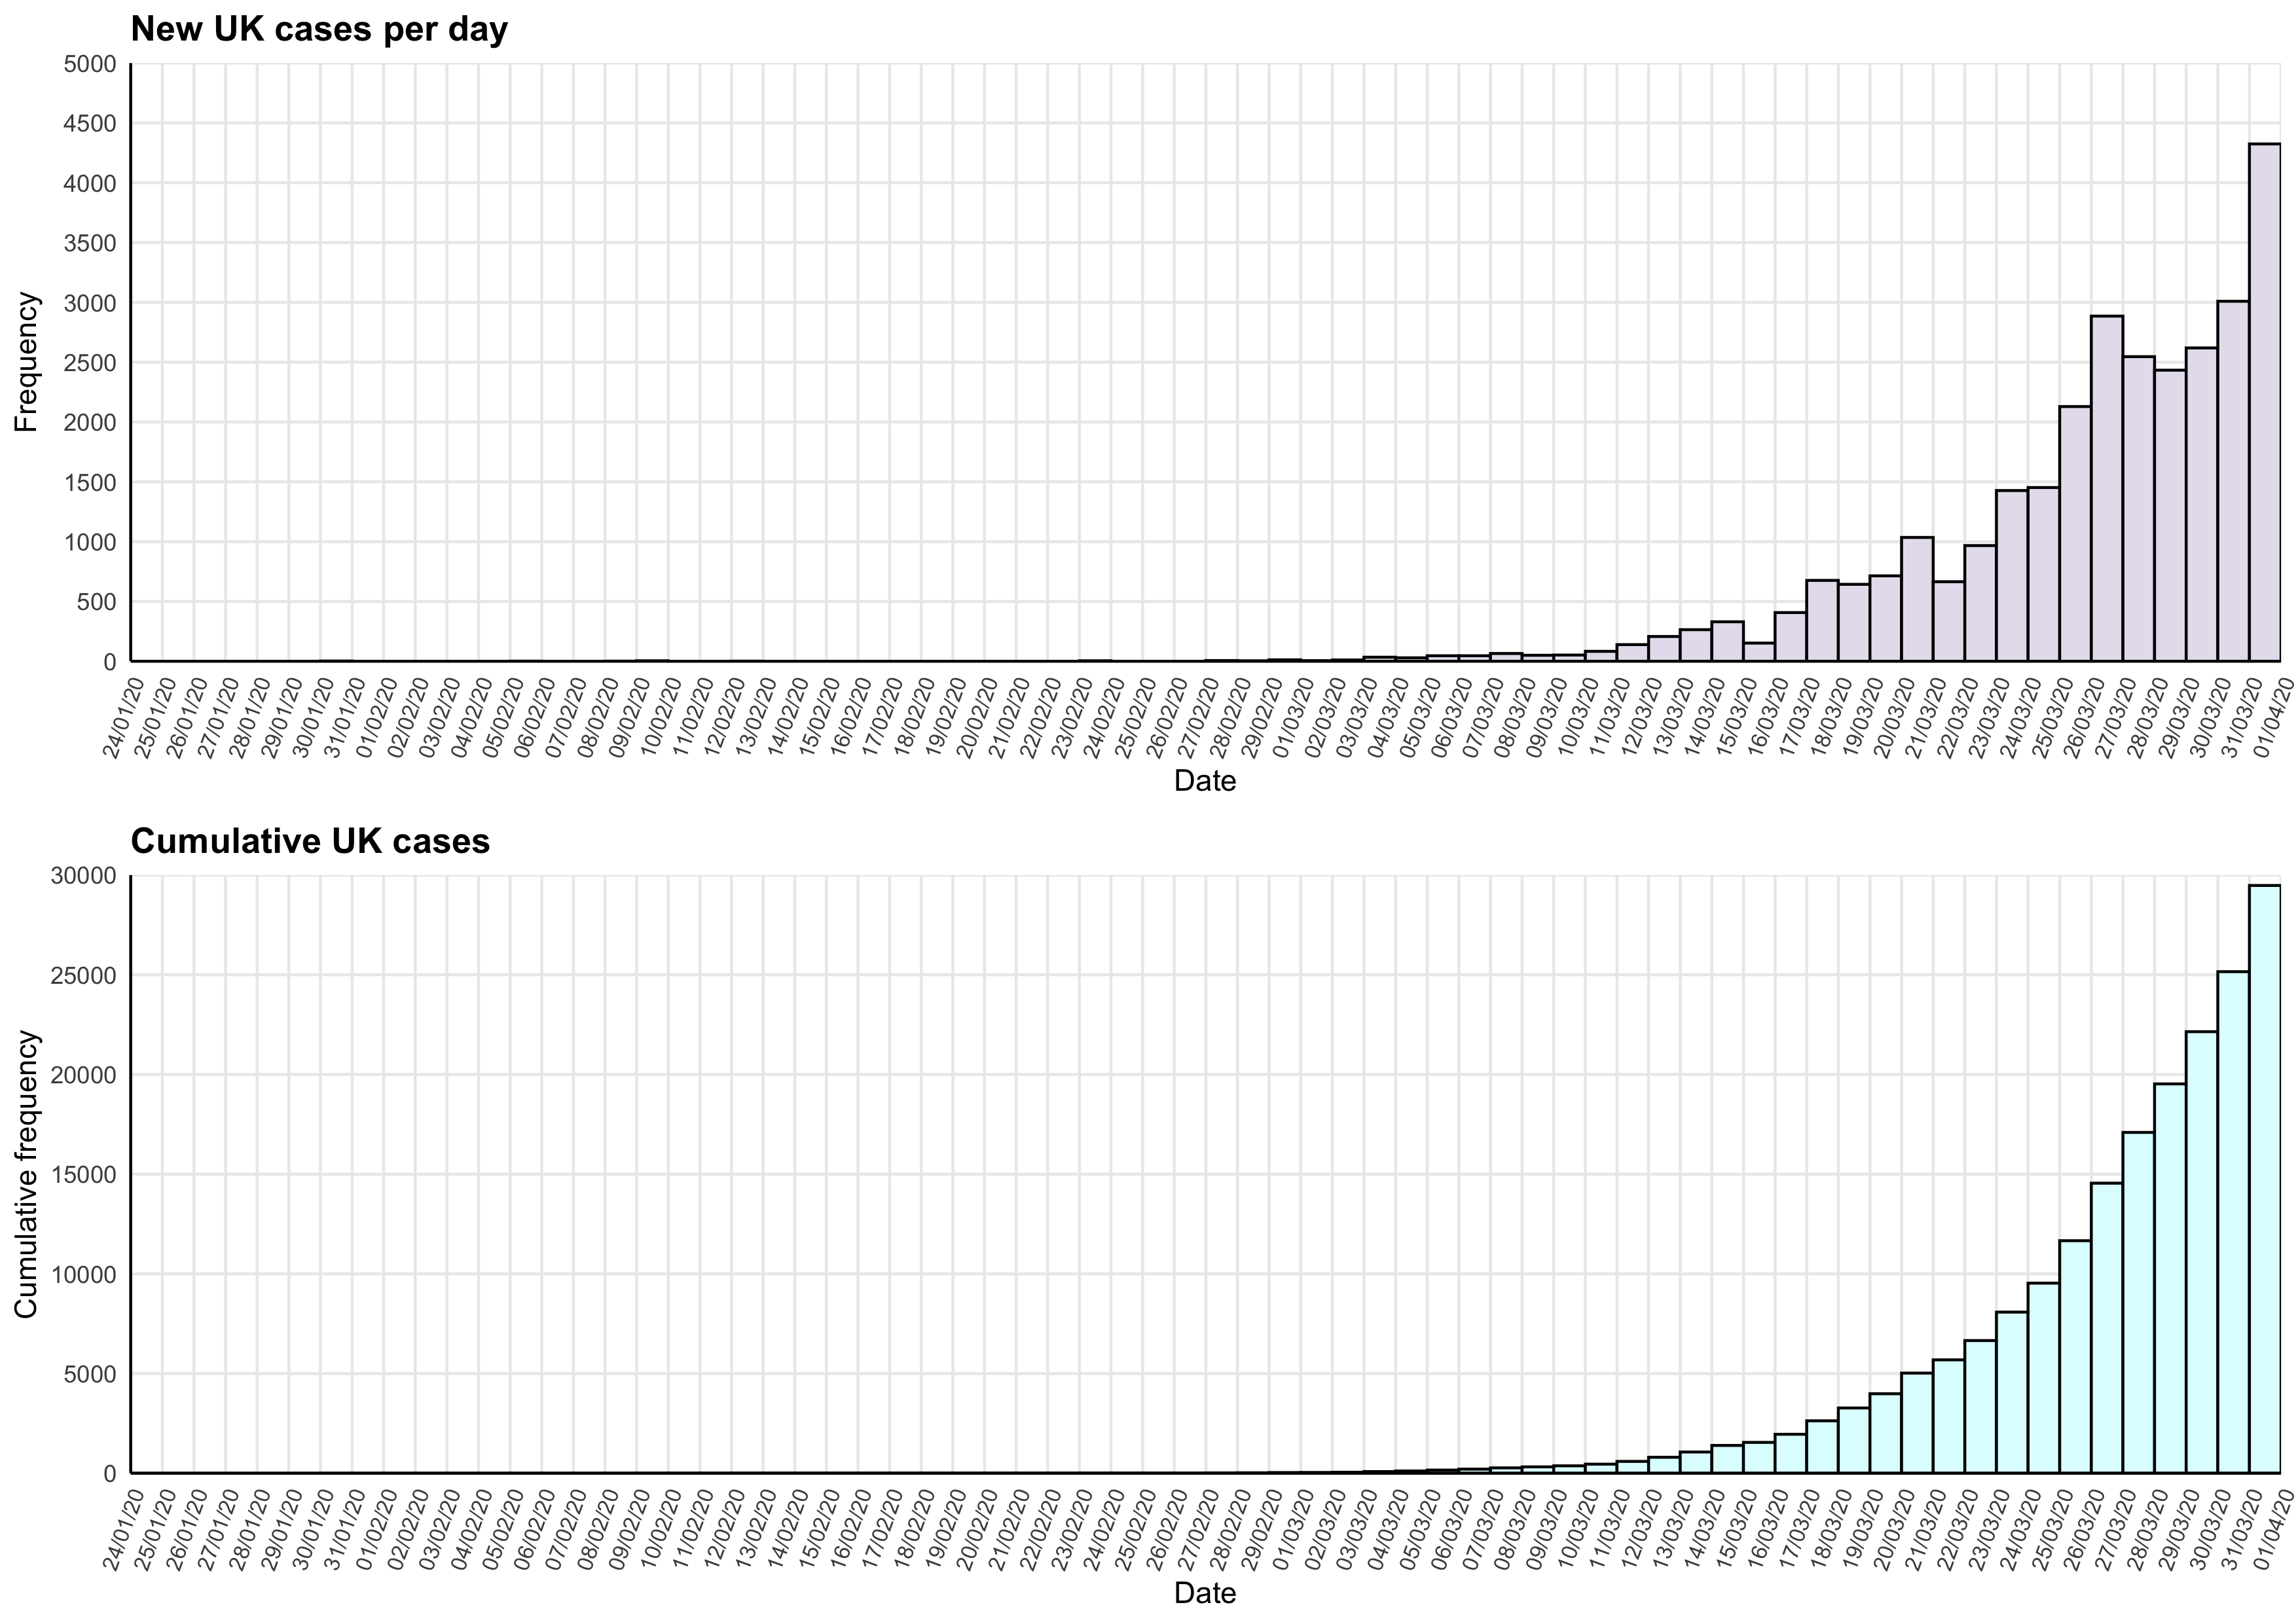 New UK cases per day
5000
4500
4000
3500
3000
2500
2000
1500
1000
500
0
Frequency
24/01/20 25/01/20 26/01/20 27/01/20 28/01/20 29/01/20 30/01/20 31/01/20 01/02/20 02/02/20 03/02/20 04/02/20 05/02/20 06/02/20 07/02/20 08/02/20 09/02/20 10/02/20 11/02/20 12/02/20 13/02/20 14/02/20 15/02/20 16/02/20 17/02/20 18/02/20 19/02/20 20/02/20 21/02/20 22/02/20 23/02/20 24/02/20 25/02/20 26/02/20 27/02/20 28/02/20 29/02/20 01/03/20 02/03/20 03/03/20 04/03/20 05/03/20 06/03/20 07/03/20 08/03/20 09/03/20 10/03/20 11/03/20 12/03/20 13/03/20 14/03/20 15/03/20 16/03/20 17/03/20 18/03/20 19/03/20 20/03/20 21/03/20 22/03/20 23/03/20 24/03/20 25/03/20 26/03/20 27/03/20 28/03/20 29/03/20 30/03/20 31/03/20 01/04/20
Date
Cumulative UK cases
30000
25000
20000
15000
10000
5000
0
Cumulative frequency
24/01/20 25/01/20 26/01/20 27/01/20 28/01/20 29/01/20 30/01/20 31/01/20 01/02/20 02/02/20 03/02/20 04/02/20 05/02/20 06/02/20 07/02/20 08/02/20 09/02/20 10/02/20 11/02/20 12/02/20 13/02/20 14/02/20 15/02/20 16/02/20 17/02/20 18/02/20 19/02/20 20/02/20 21/02/20 22/02/20 23/02/20 24/02/20 25/02/20 26/02/20 27/02/20 28/02/20 29/02/20 01/03/20 02/03/20 03/03/20 04/03/20 05/03/20 06/03/20 07/03/20 08/03/20 09/03/20 10/03/20 11/03/20 12/03/20 13/03/20 14/03/20 15/03/20 16/03/20 17/03/20 18/03/20 19/03/20 20/03/20 21/03/20 22/03/20 23/03/20 24/03/20 25/03/20 26/03/20 27/03/20 28/03/20 29/03/20 30/03/20 31/03/20 01/04/20
Date